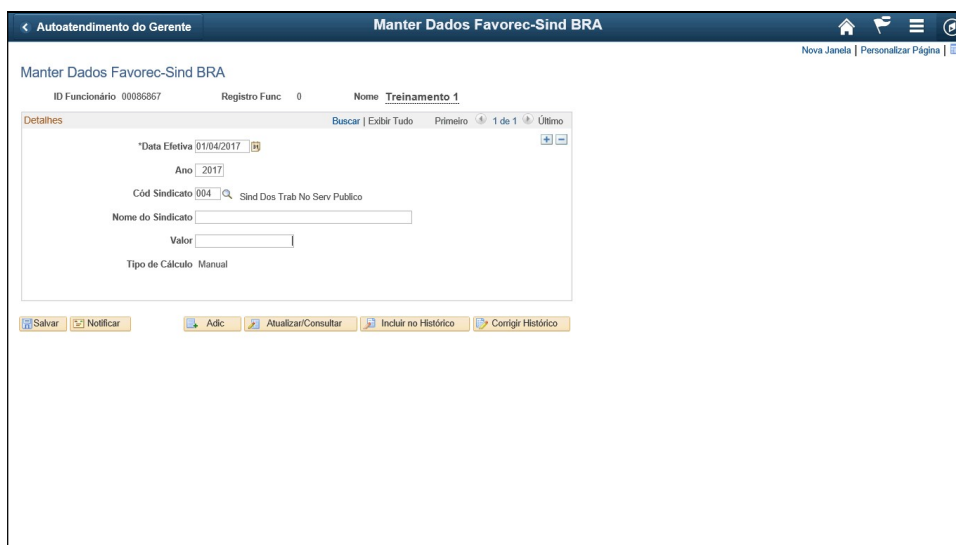 Autoatendimento do Gerente
Manter Dados Favorec-Sind BRA
Nova Janela | Personalizar Página |
Manter Dados Favorec-Sind BRA
ID Funcionário 00086867 Registro Func 0 Nome Treinamento 1
Detalhes Buscar | Exibir Tudo Primeiro 1 de 1 Último
*Data Efetiva 01/04/2017
Ano 2017
Cód Sindicato 004 Sind Dos Trab No Serv Publico
Nome do Sindicato
Valor
Tipo de Cálculo Manual
Salvar Notificar Adic Atualizar/Consultar Incluir no Histórico Corrigir Histórico